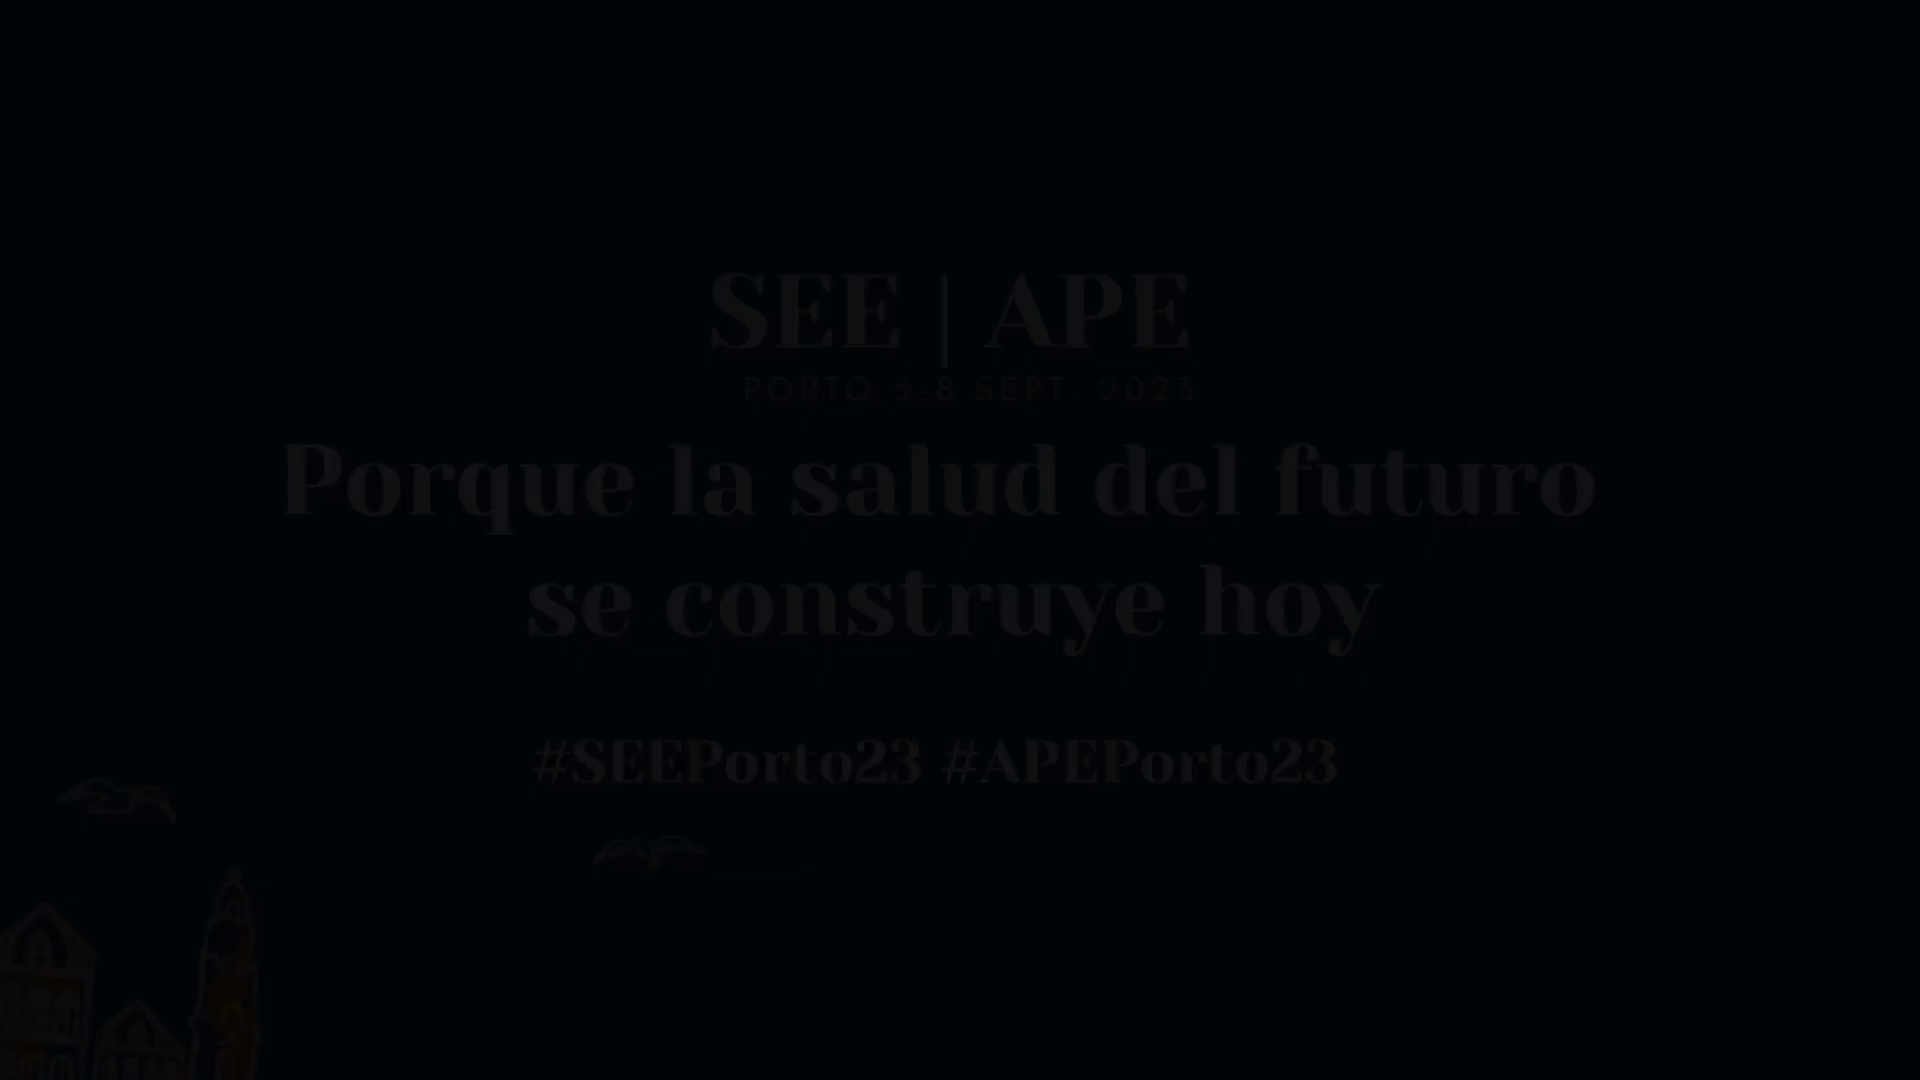 SEE | APE
PORTO 5-8 SEPT. 2023
Porque la salud del futuro
se construye hoy
#SEEPorto23 #APEPorto23